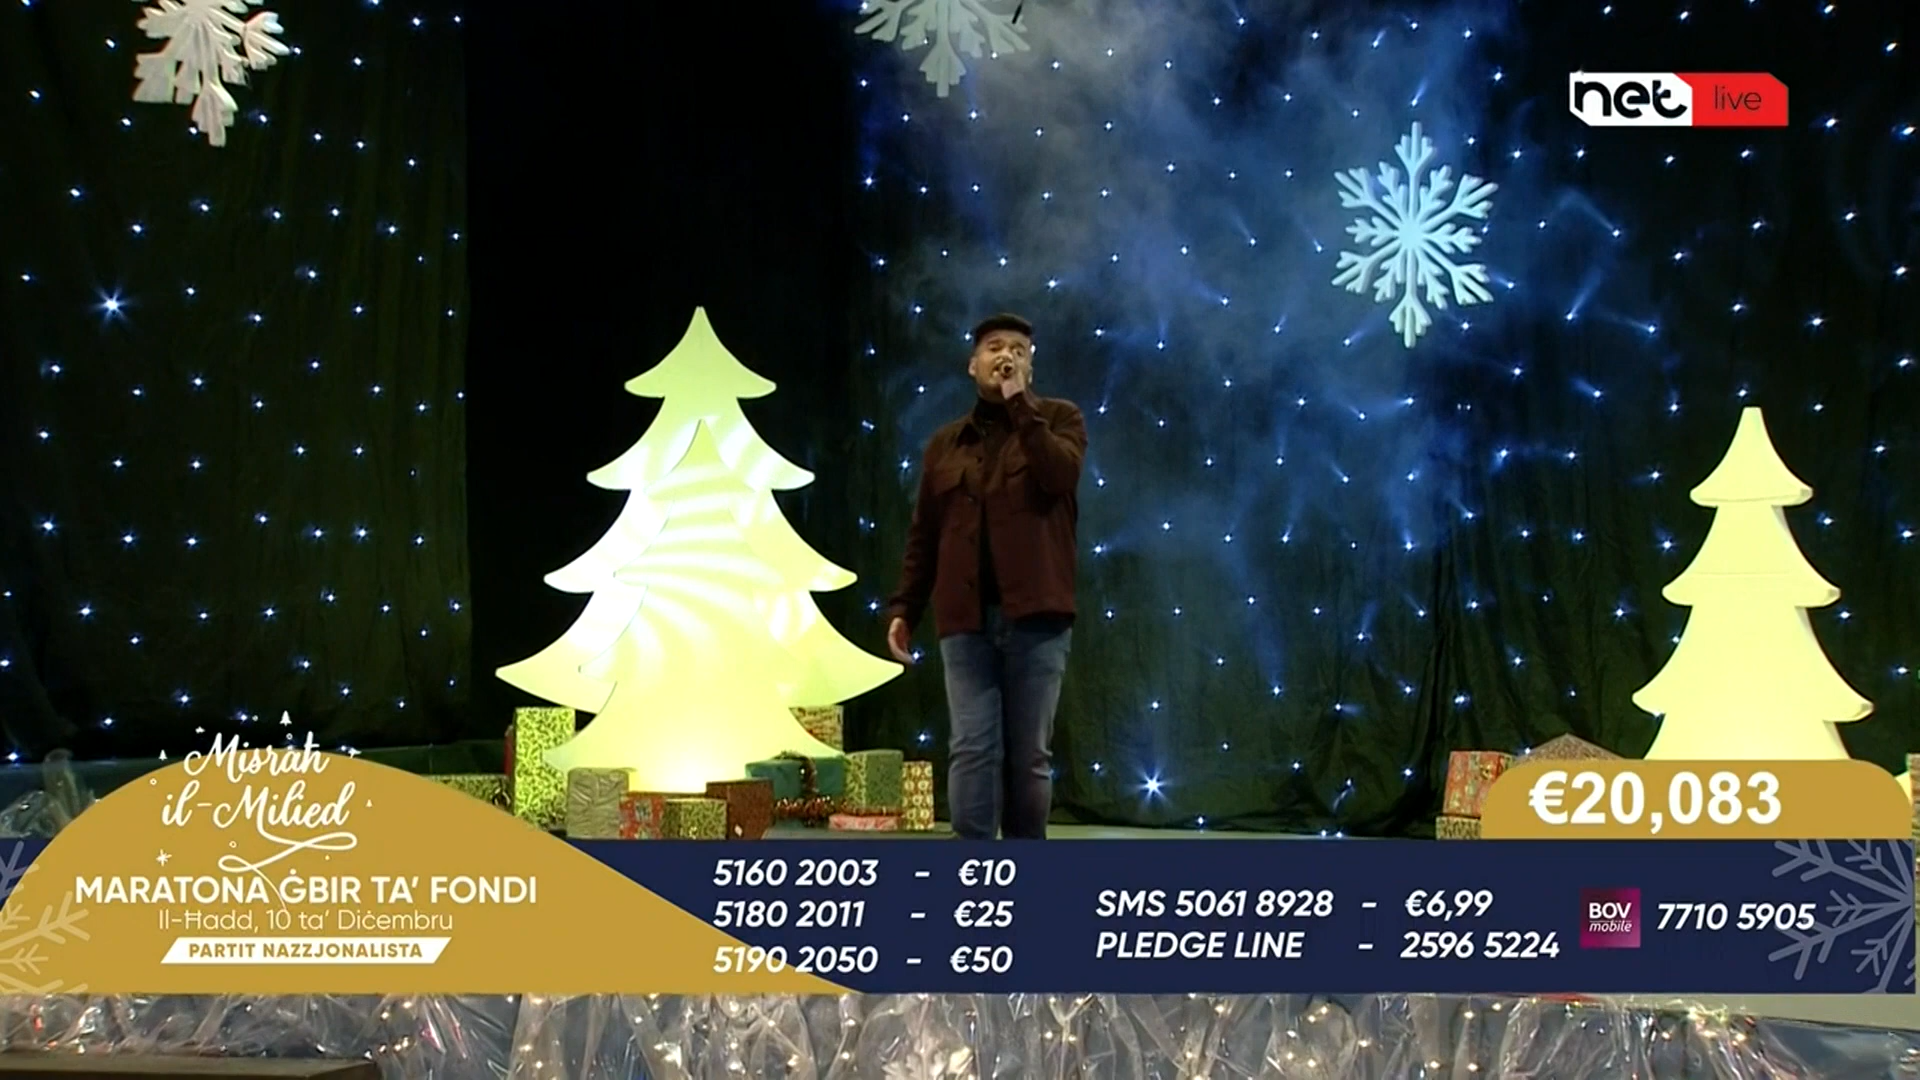 net live
€20,083
Misraħ
il-Milied
MARATONA ĠBIR TA’ FONDI
Il-Ħadd, 10 ta’ Diċembru
PARTIT NAZZJONALISTA
5160 2003 - €10
5180 2011 - €25
5190 2050 - €50
SMS 5061 8928 - €6,99
PLEDGE LINE - 2596 5224
BOV
mobile
7710 5905